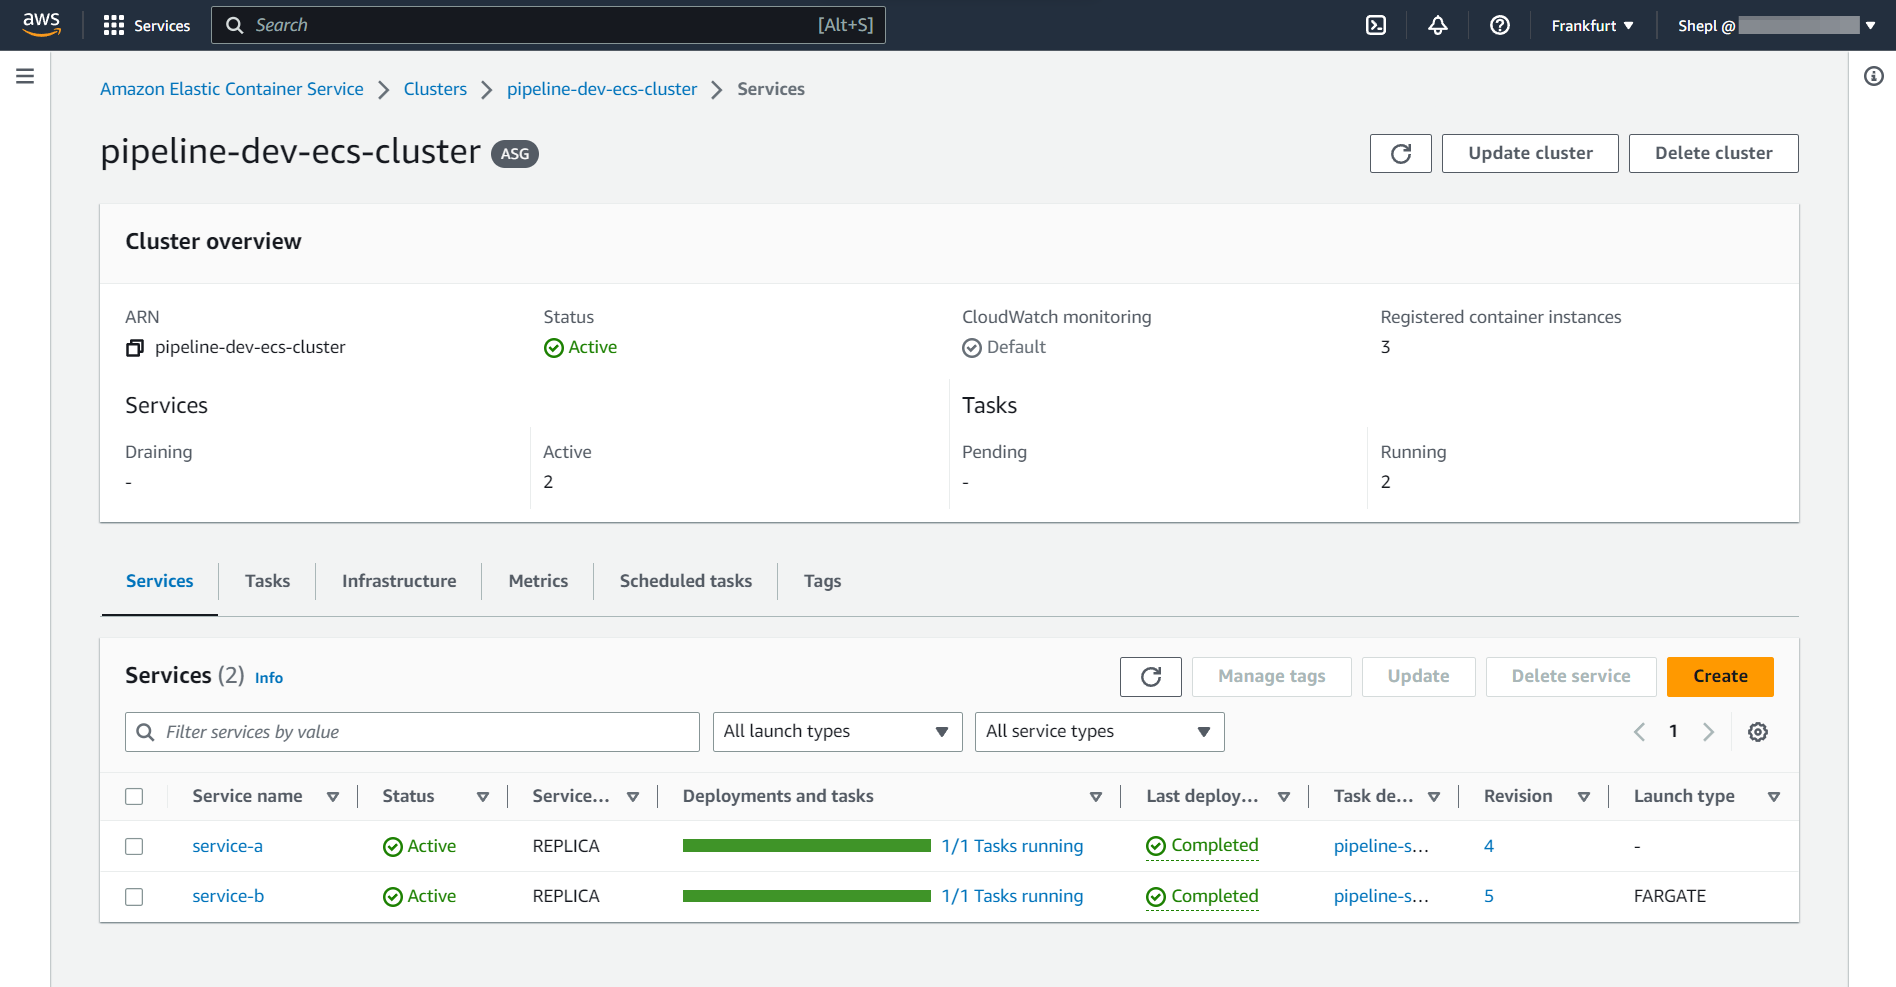 aws Services Search [Alt+S] Frankfurt Shepl @
Amazon Elastic Container Service Clusters pipeline-dev-ecs-cluster Services
pipeline-dev-ecs-cluster ASG Update cluster Delete cluster
Cluster overview
ARN Status CloudWatch monitoring Registered container instances
pipeline-dev-ecs-cluster Active Default 3
Services Tasks
Draining Active Pending Running
- 2 - 2
Services Tasks Infrastructure Metrics Scheduled tasks Tags
Services (2) Info Manage tags Update Delete service Create
Filter services by value All launch types All service types 1
Service name Status Service... Deployments and tasks Last deploy... Task de... Revision Launch type
service-a Active REPLICA 1/1 Tasks running Completed pipeline-s... 4 -
service-b Active REPLICA 1/1 Tasks running Completed pipeline-s... 5 FARGATE